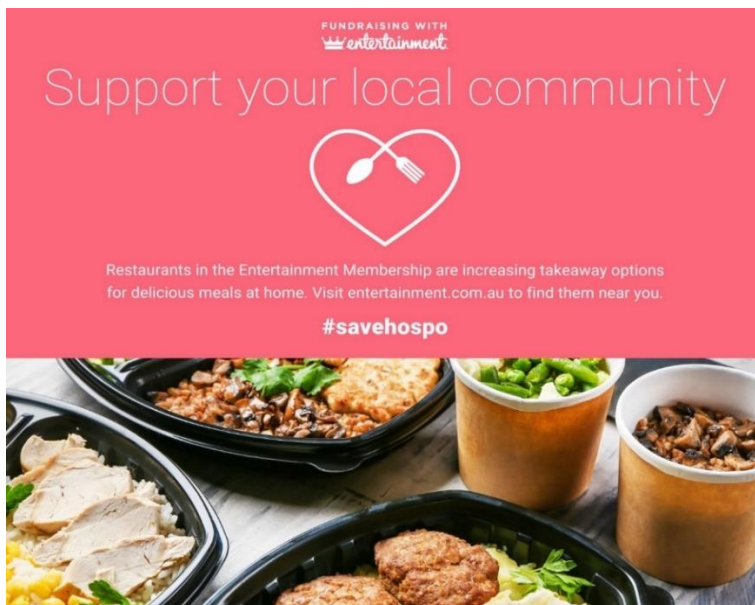 FUNDRAISING WITH
entertainment
Support your local community
Restaurants in the Entertainment Membership are increasing takeaway options
for delicious meals at home. Visit entertainment.com.au to find them near you.
#savehospo